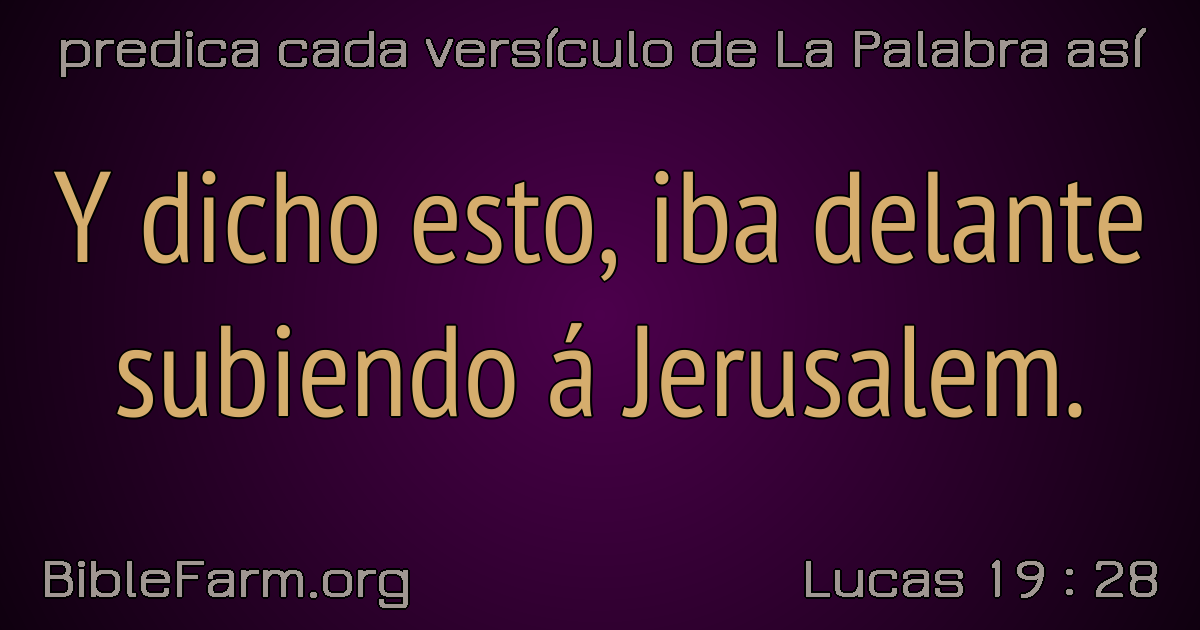 predica cada versículo de La Palabra así
Y dicho esto, iba delante
subiendo á Jerusalem.
BibleFarm.org
Lucas 19 : 28